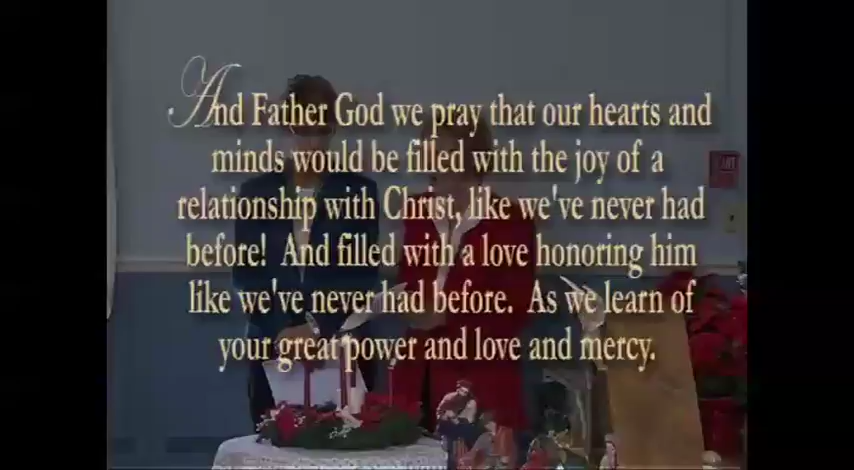 And Father God we pray that our hearts and
minds would be filled with the joy of a
relationship with Christ, like we've never had
before! And filled with a love honoring him
like we've never had before. As we learn of
your great power and love and mercy.